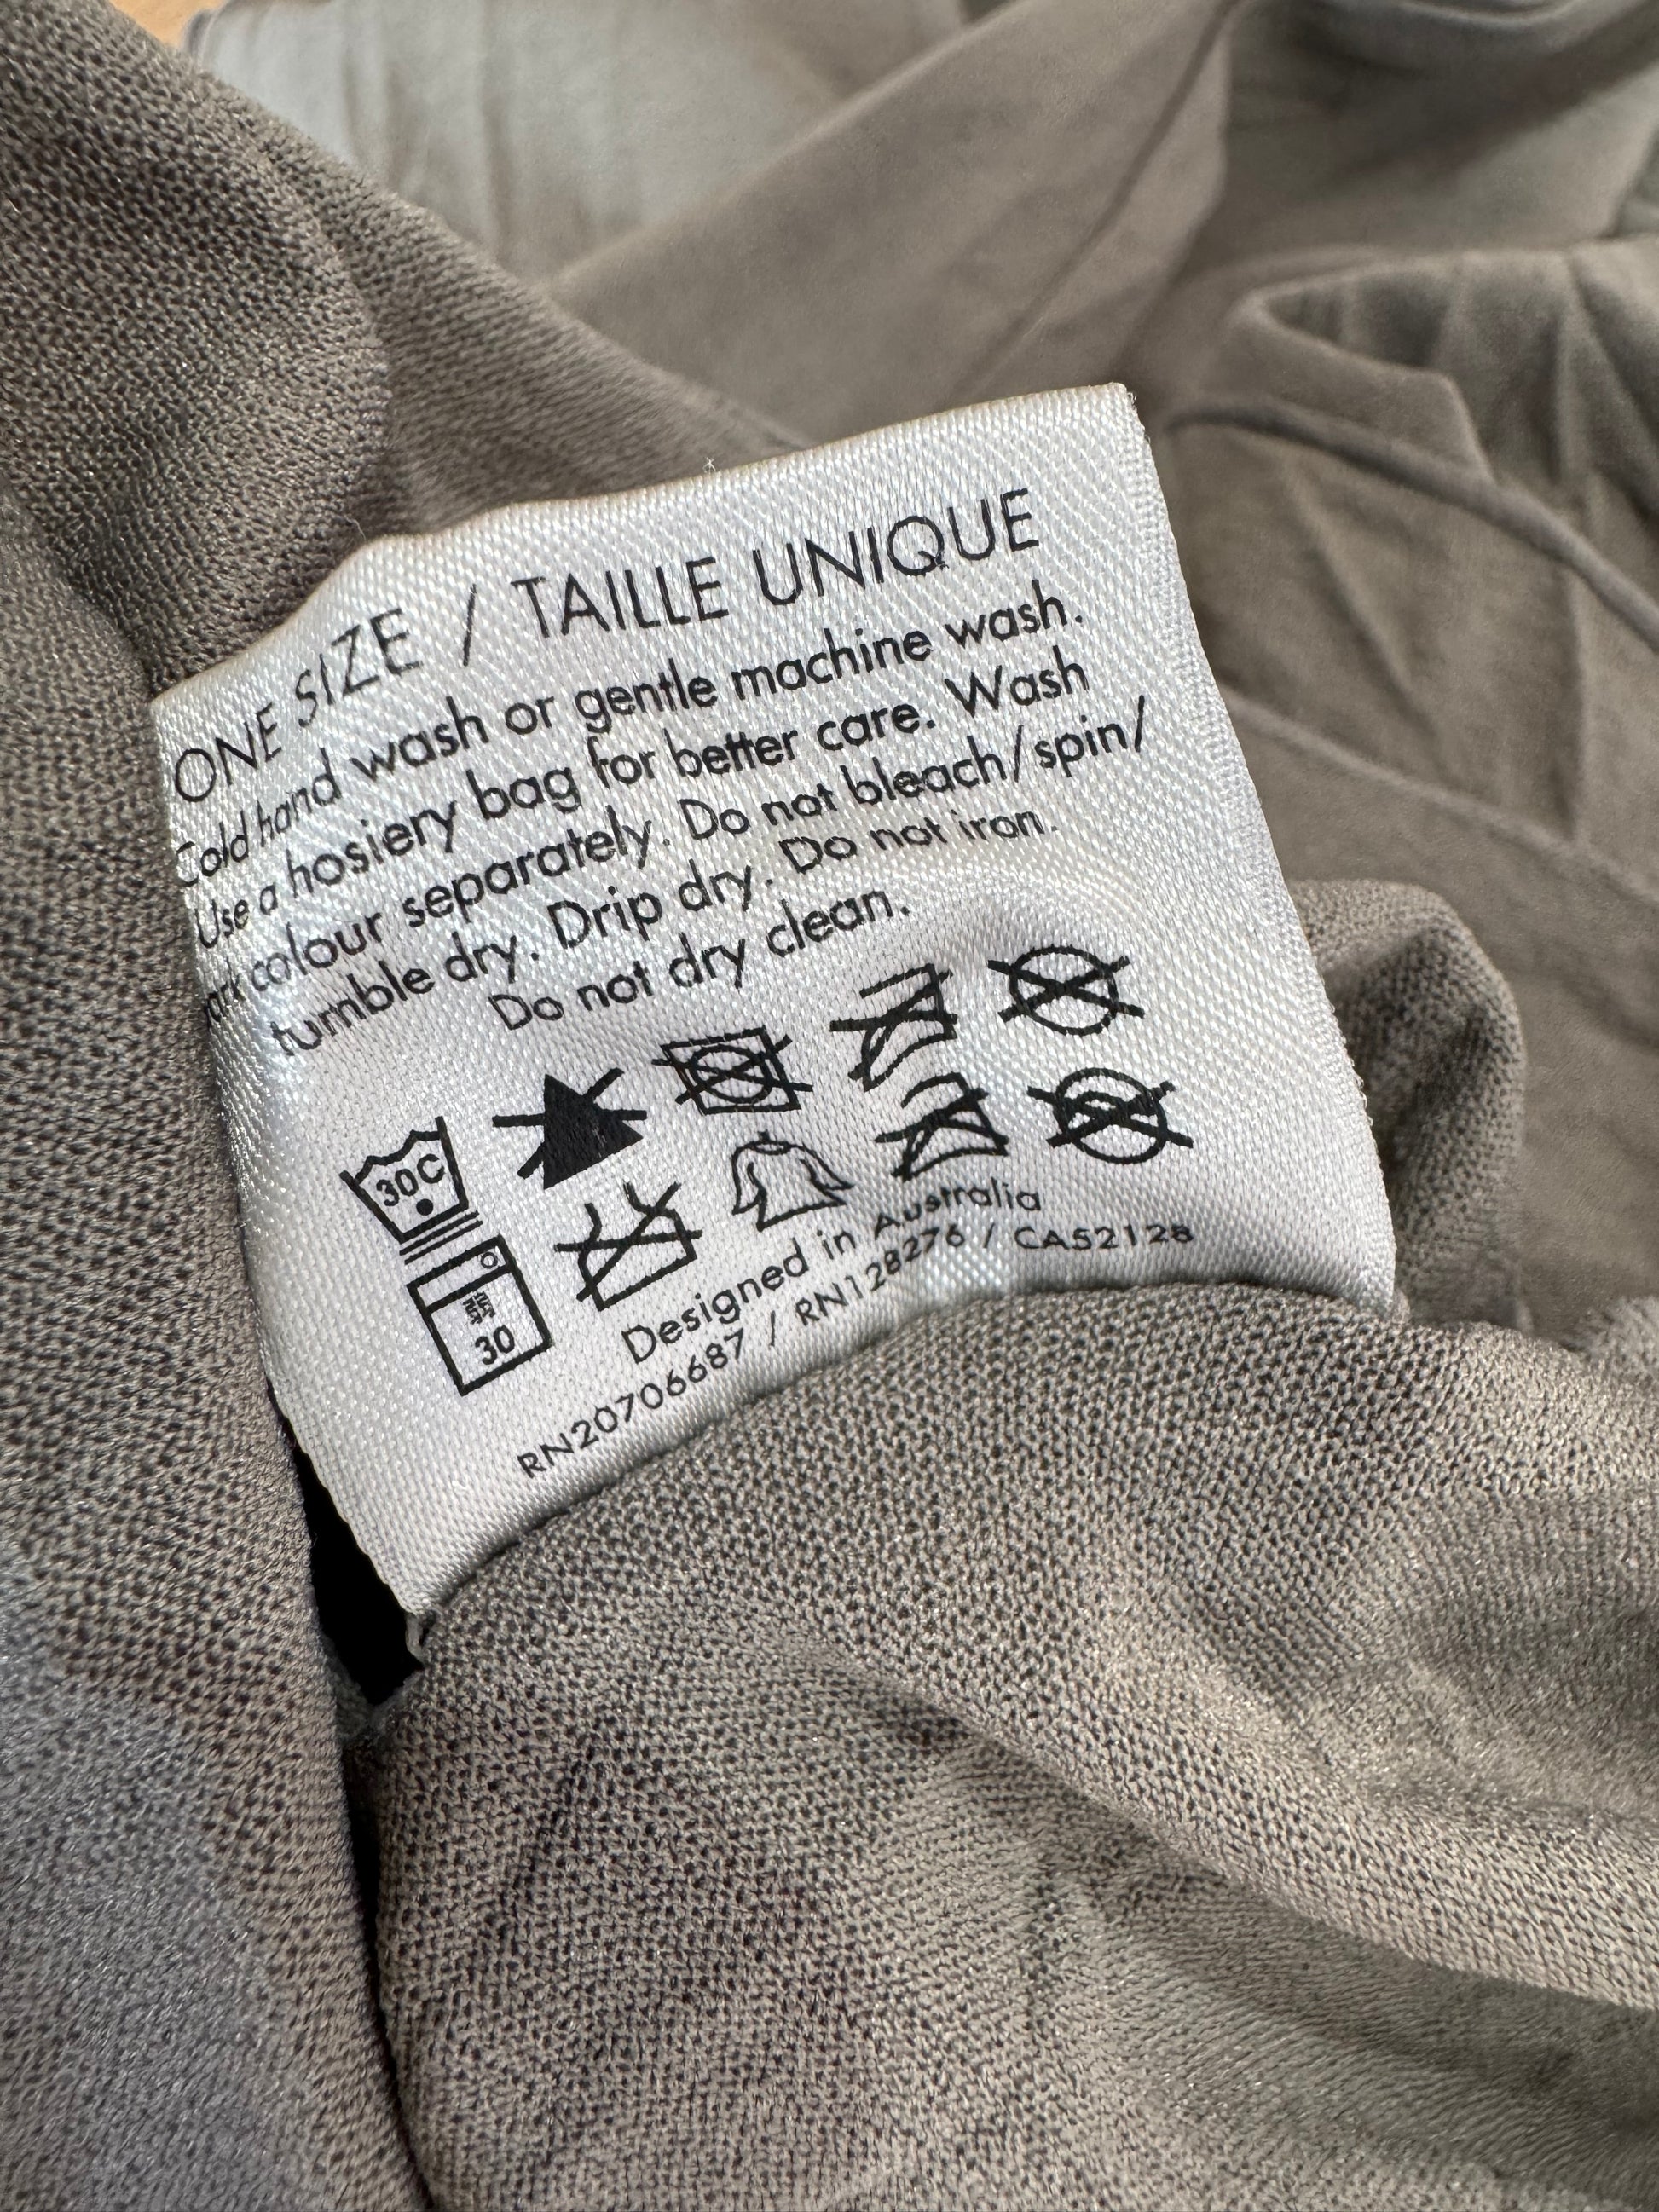 ONE SIZE / TAILLE UNIQUE
Cold hand wash or gentle machine wash.
Use a hosiery bag for better care. Wash
dark colour separately. Do not bleach/spin/
tumble dry. Drip dry. Do not iron.
Do not dry clean.
30C
30
Designed in Australia
RN20706687 / RN128276 / CA52128